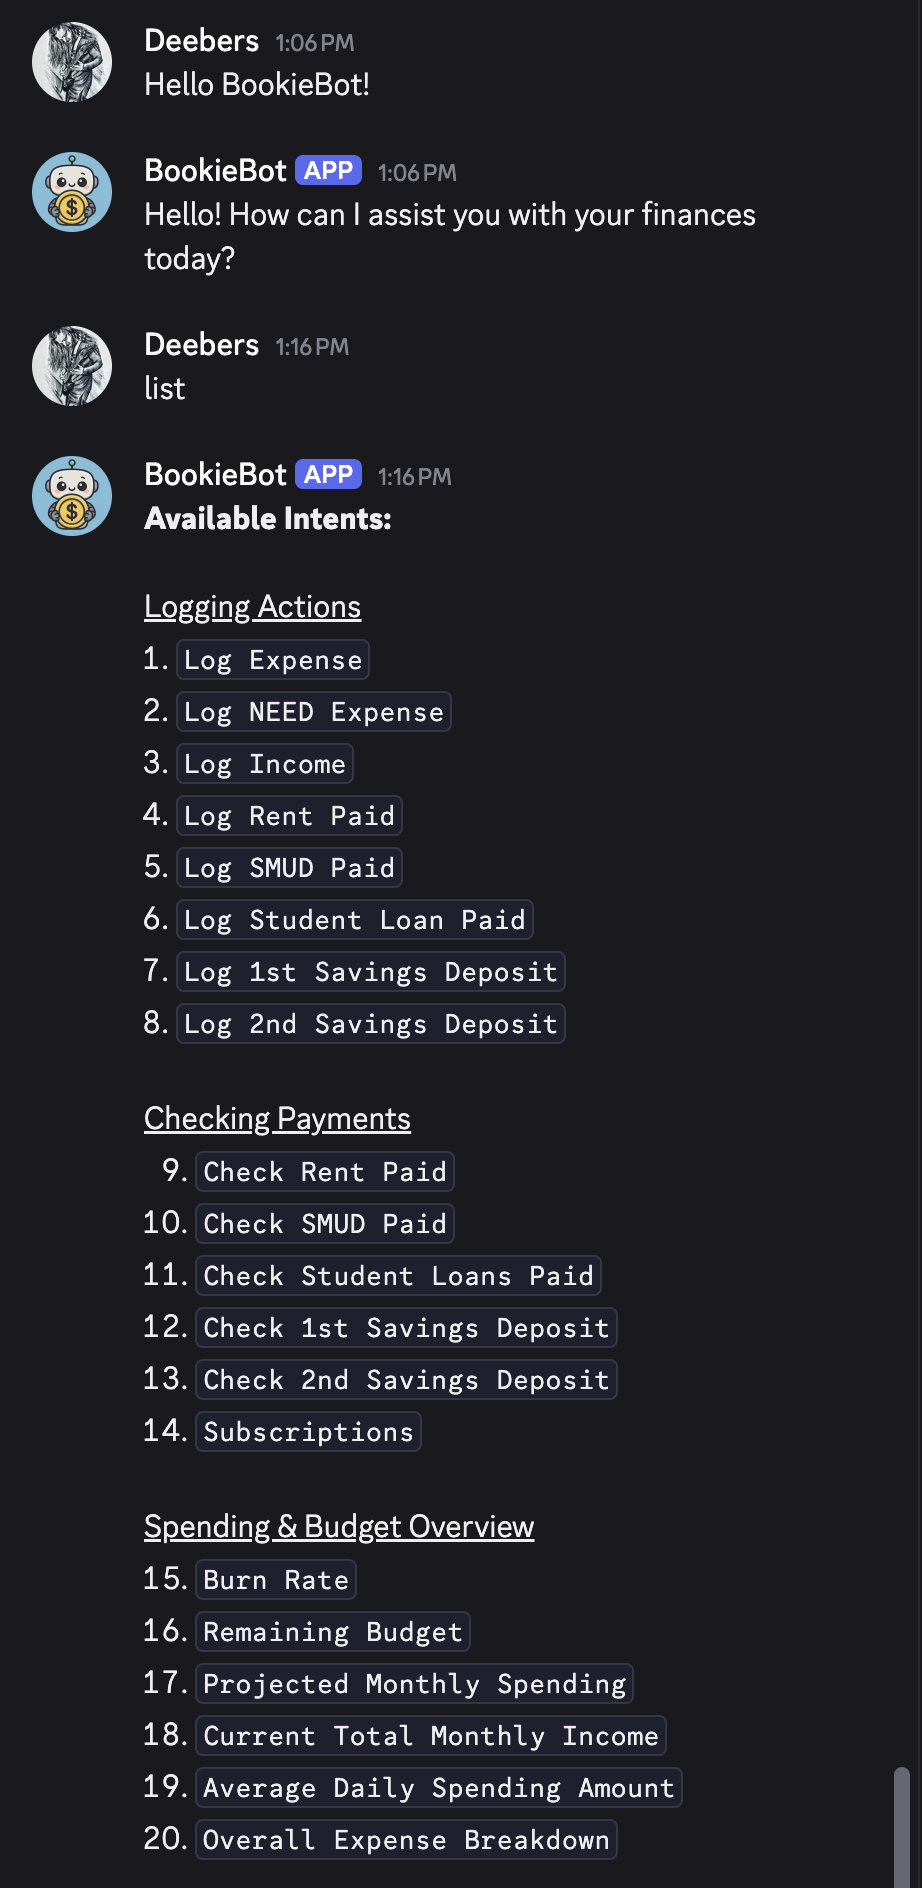 Deebers 1:06 PM
Hello BookieBot!
BookieBot APP 1:06 PM
Hello! How can I assist you with your finances
today?
Deebers 1:16 PM
list
BookieBot APP 1:16 PM
Available Intents:
Logging Actions
1. Log Expense
2. Log NEED Expense
3. Log Income
4. Log Rent Paid
5. Log SMUD Paid
6. Log Student Loan Paid
7. Log 1st Savings Deposit
8. Log 2nd Savings Deposit
Checking Payments
9. Check Rent Paid
10. Check SMUD Paid
11. Check Student Loans Paid
12. Check 1st Savings Deposit
13. Check 2nd Savings Deposit
14. Subscriptions
Spending & Budget Overview
15. Burn Rate
16. Remaining Budget
17. Projected Monthly Spending
18. Current Total Monthly Income
19. Average Daily Spending Amount
20. Overall Expense Breakdown